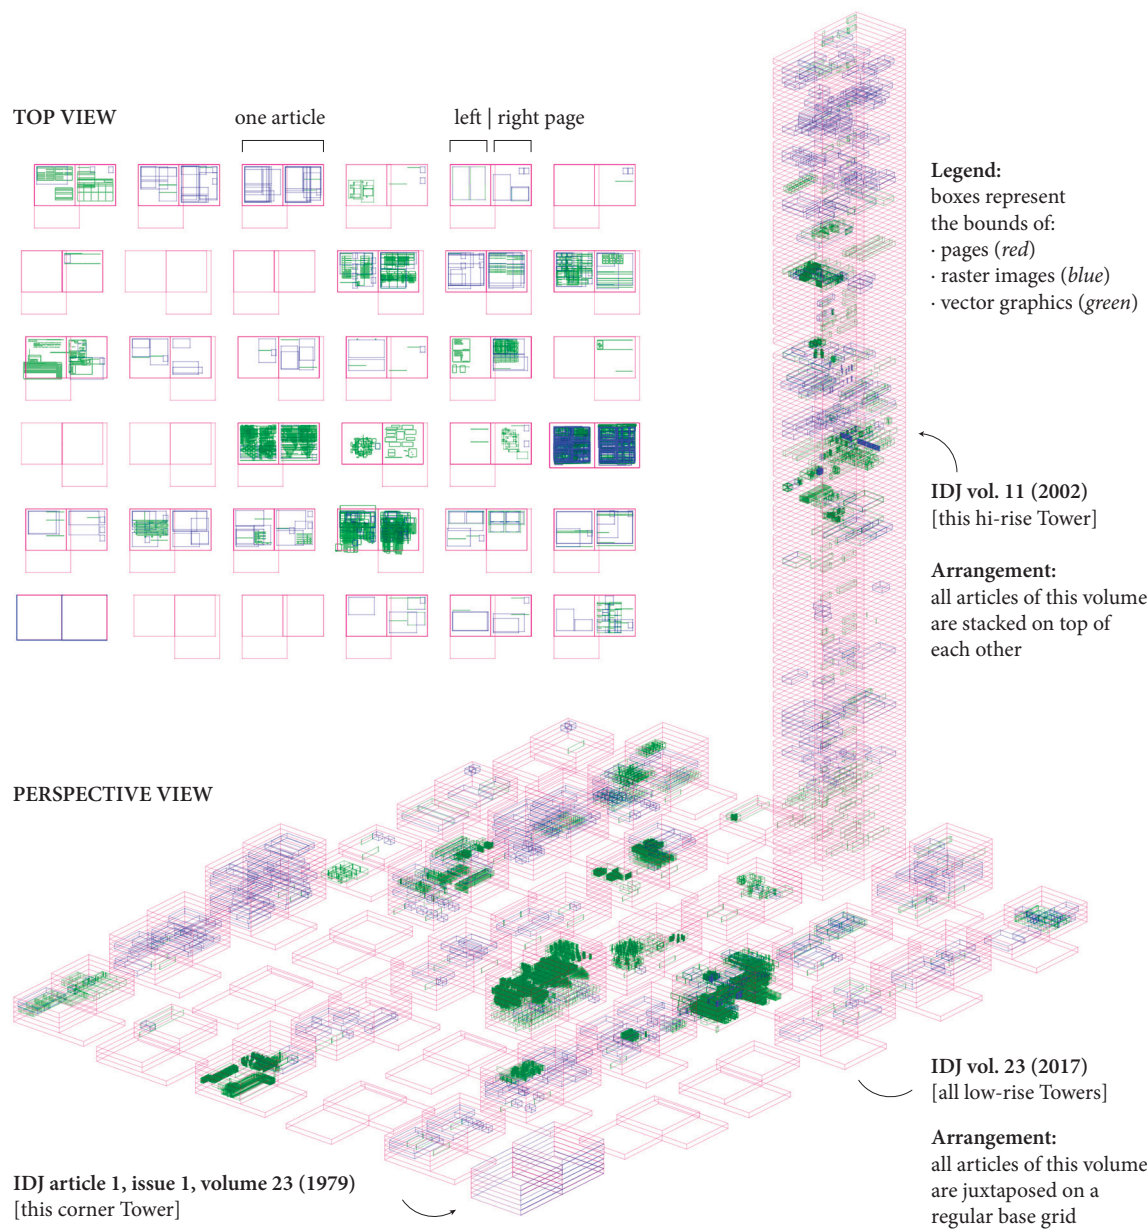 TOP VIEW
one article
left | right page
Legend:
boxes represent
the bounds of:
· pages (red)
· raster images (blue)
· vector graphics (green)
IDJ vol. 11 (2002)
[this hi-rise Tower]
Arrangement:
all articles of this volume
are stacked on top of
each other
PERSPECTIVE VIEW
IDJ vol. 23 (2017)
[all low-rise Towers]
Arrangement:
all articles of this volume
are juxtaposed on a
regular base grid
IDJ article 1, issue 1, volume 23 (1979)
[this corner Tower]